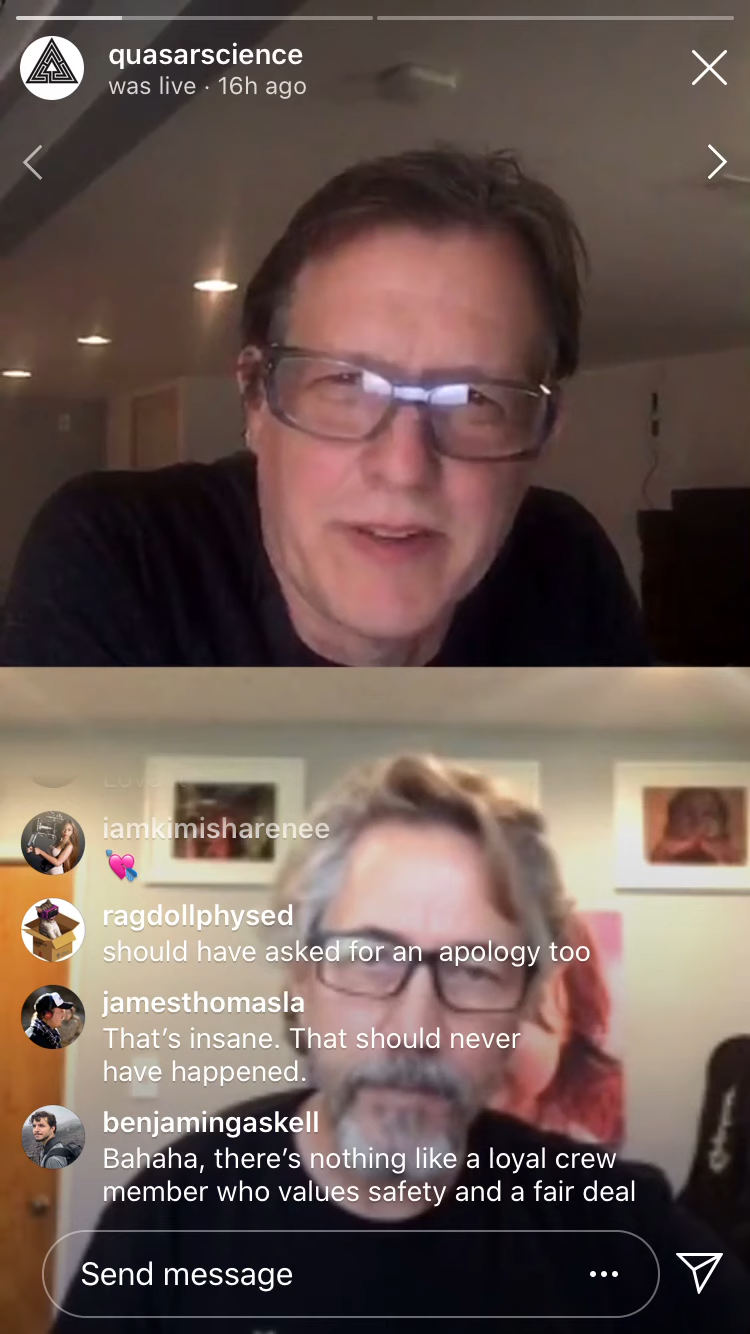 quasarscience
was live · 16h ago
Love
iamkimisharenee
💘
ragdollphysed
should have asked for an  apology too
jamesthomasla
That’s insane. That should never
have happened.
benjamingaskell
Bahaha, there’s nothing like a loyal crew
member who values safety and a fair deal
Send message